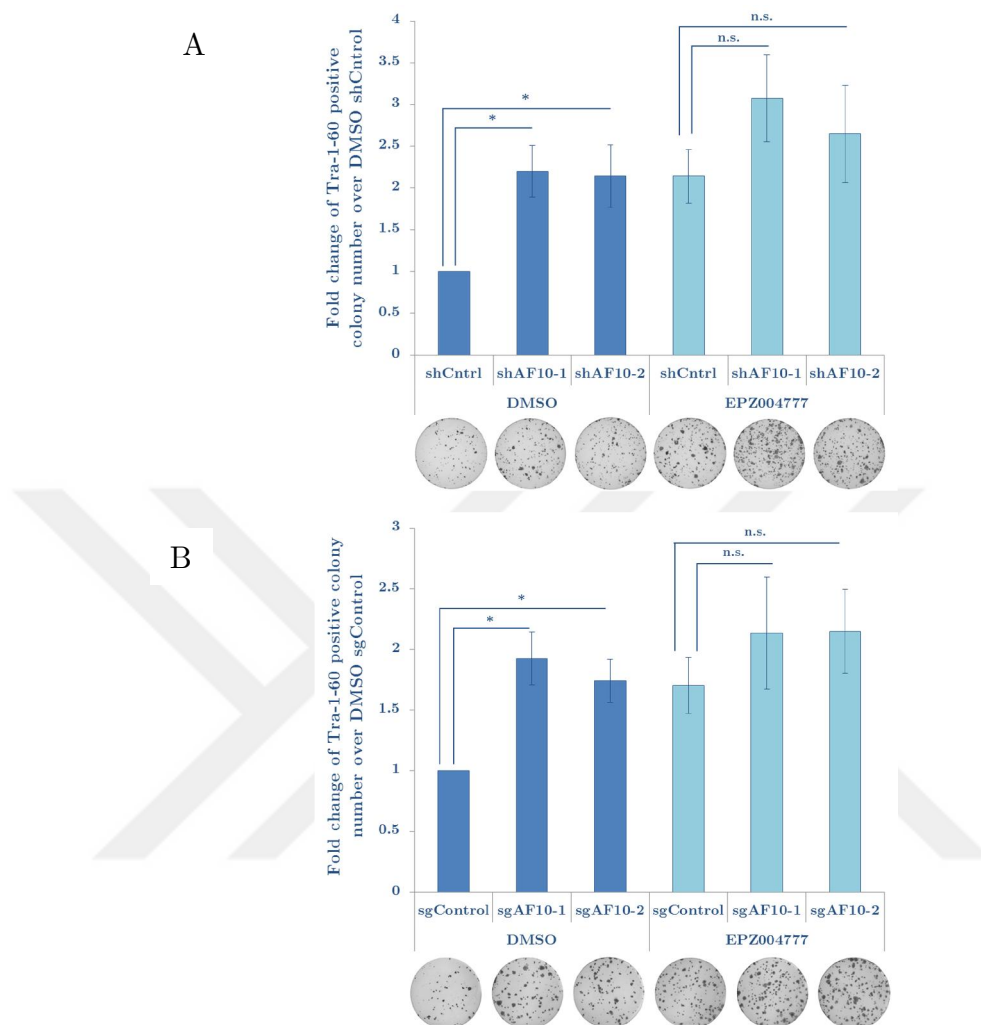 A
Fold change of Tra-1-60 positive
colony number over DMSO shCntrol
4
3.5
3
2.5
2
1.5
1
0.5
0
*
*
n.s.
n.s.
shCntrl shAF10-1 shAF10-2 shCntrl shAF10-1 shAF10-2
DMSO EPZ004777
B
Fold change of Tra-1-60 positive colony
number over DMSO sgControl
3
2.5
2
1.5
1
0.5
0
*
*
n.s.
n.s.
sgControl sgAF10-1 sgAF10-2 sgControl sgAF10-1 sgAF10-2
DMSO EPZ004777